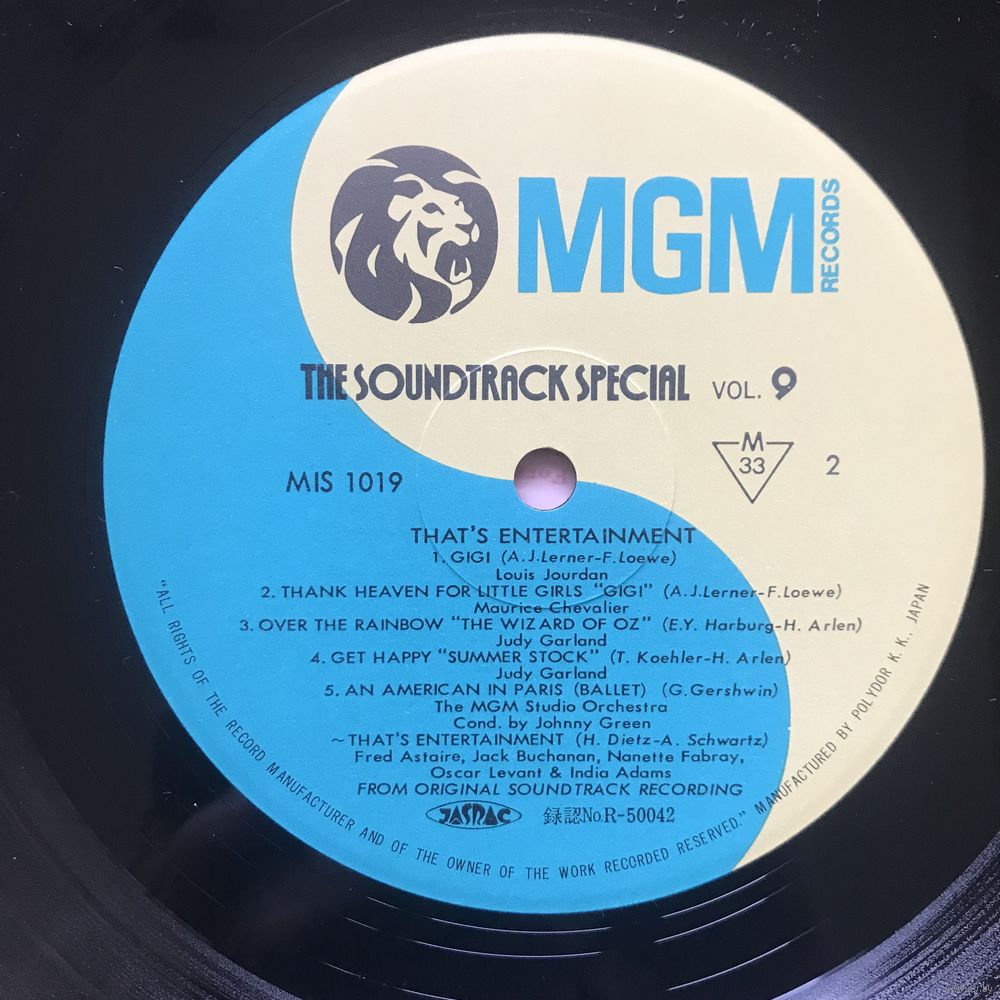 MGM RECORDS
THE SOUNDTRACK SPECIAL VOL. 9
MIS 1019
M
33
2
THAT'S ENTERTAINMENT
1. GIGI (A.J.Lerner-F.Loewe)
Louis Jourdan
2. THANK HEAVEN FOR LITTLE GIRLS "GIGI" (A.J.Lerner-F.Loewe)
Maurice Chevalier
3. OVER THE RAINBOW "THE WIZARD OF OZ" (E.Y. Harburg-H. Arlen)
Judy Garland
4. GET HAPPY "SUMMER STOCK" (T. Koehler-H. Arlen)
Judy Garland
5. AN AMERICAN IN PARIS (BALLET) (G.Gershwin)
The MGM Studio Orchestra
Cond. by Johnny Green
~THAT'S ENTERTAINMENT (H. Dietz-A. Schwartz)
Fred Astaire, Jack Buchanan, Nanette Fabray,
Oscar Levant & India Adams
FROM ORIGINAL SOUNDTRACK RECORDING
JASRAC 録認No.R-50042
"ALL RIGHTS OF THE RECORD MANUFACTURER AND OF THE OWNER OF THE WORK RECORDED RESERVED." MANUFACTURED BY POLYDOR K. K., JAPAN